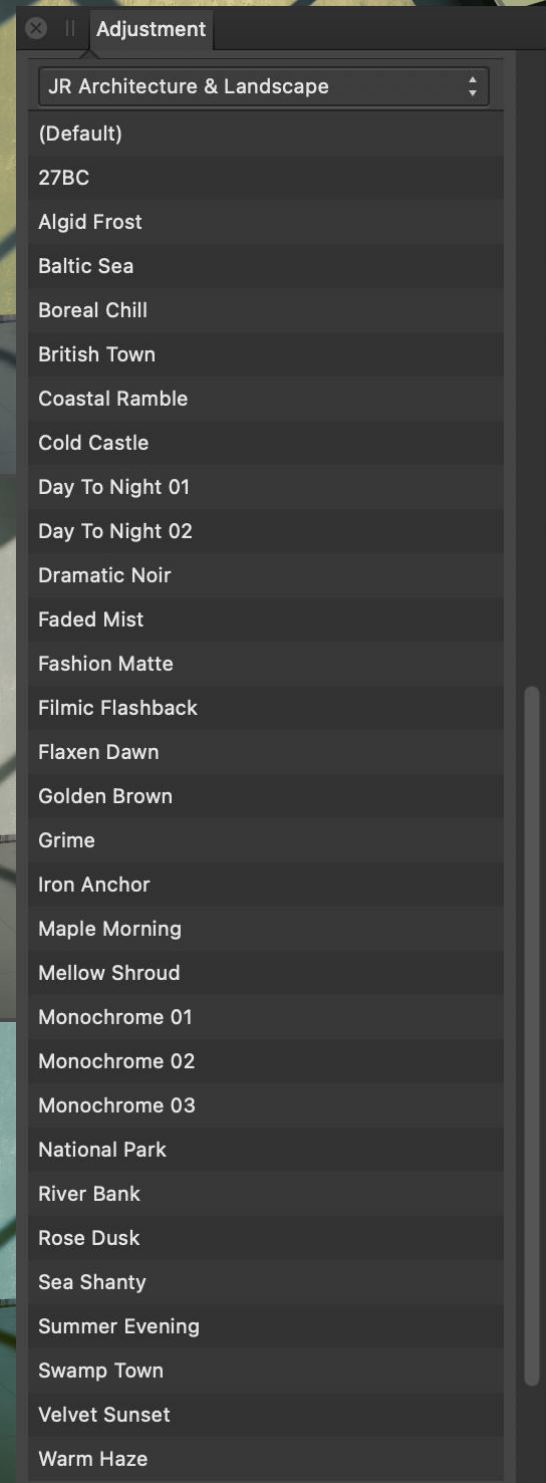 Adjustment
JR Architecture & Landscape
(Default)
27BC
Algid Frost
Baltic Sea
Boreal Chill
British Town
Coastal Ramble
Cold Castle
Day To Night 01
Day To Night 02
Dramatic Noir
Faded Mist
Fashion Matte
Filmic Flashback
Flaxen Dawn
Golden Brown
Grime
Iron Anchor
Maple Morning
Mellow Shroud
Monochrome 01
Monochrome 02
Monochrome 03
National Park
River Bank
Rose Dusk
Sea Shanty
Summer Evening
Swamp Town
Velvet Sunset
Warm Haze